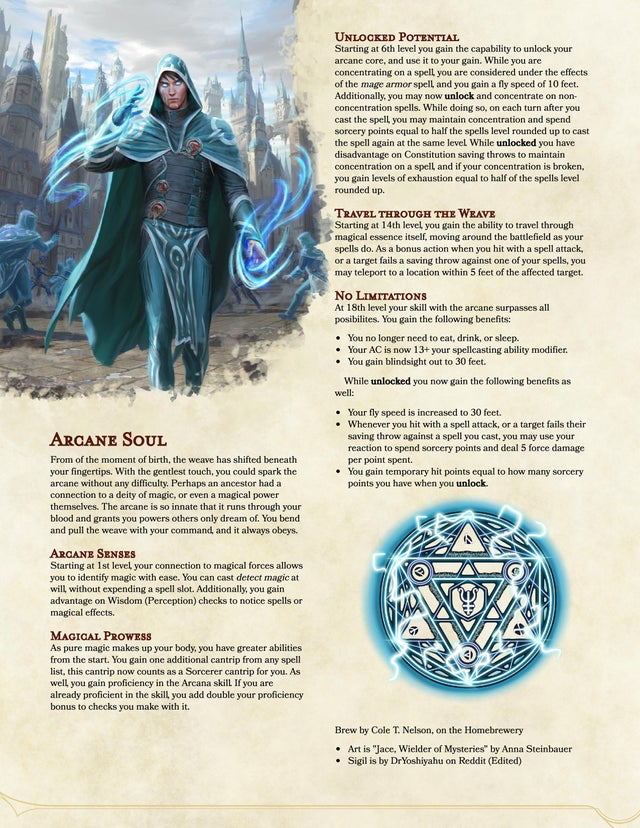 Arcane Soul
From of the moment of birth, the weave has shifted beneath
your fingertips. With the gentlest touch, you could spark the
arcane without any difficulty. Perhaps an ancestor had a
connection to a deity of magic, or even a magical power
themselves. The arcane is so innate that it runs through your
blood and grants you powers others only dream of. You bend
and pull the weave with your command, and it always obeys.
Arcane Senses
Starting at 1st level, your connection to magical forces allows
you to identify magic with ease. You can cast detect magic at
will, without expending a spell slot. Additionally, you gain
advantage on Wisdom (Perception) checks to notice spells or
magical effects.
Magical Prowess
As pure magic makes up your body, you have greater abilities
from the start. You gain one additional cantrip from any spell
list, this cantrip now counts as a Sorcerer cantrip for you. As
well, you gain proficiency in the Arcana skill. If you are
already proficient in the skill, you add double your proficiency
bonus to checks you make with it.
Unlocked Potential
Starting at 6th level you gain the capability to unlock your
arcane core, and use it to your gain. While you are
concentrating on a spell, you are considered under the effects
of the mage armor spell, and you gain a fly speed of 10 feet.
Additionally, you may now unlock and concentrate on non-
concentration spells. While doing so, on each turn after you
cast the spell, you may maintain concentration and spend
sorcery points equal to half the spells level rounded up to cast
the spell again at the same level. While unlocked you have
disadvantage on Constitution saving throws to maintain
concentration on a spell, and if your concentration is broken,
you gain levels of exhaustion equal to half of the spells level
rounded up.
Travel through the Weave
Starting at 14th level, you gain the ability to travel through
magical essence itself, moving around the battlefield as your
spells do. As a bonus action when you hit with a spell attack,
or a target fails a saving throw against one of your spells, you
may teleport to a location within 5 feet of the affected target.
No Limitations
At 18th level your skill with the arcane surpasses all
posibilites. You gain the following benefits:
• You no longer need to eat, drink, or sleep.
• Your AC is now 13+ your spellcasting ability modifier.
• You gain blindsight out to 30 feet.
While unlocked you now gain the following benefits as
well:
• Your fly speed is increased to 30 feet.
• Whenever you hit with a spell attack, or a target fails their
saving throw against a spell you cast, you may use your
reaction to spend sorcery points and deal 5 force damage
per point spent.
• You gain temporary hit points equal to how many sorcery
points you have when you unlock.
Brew by Cole T. Nelson, on the Homebrewery
• Art is "Jace, Wielder of Mysteries" by Anna Steinbauer
• Sigil is by DrYoshiyahu on Reddit (Edited)